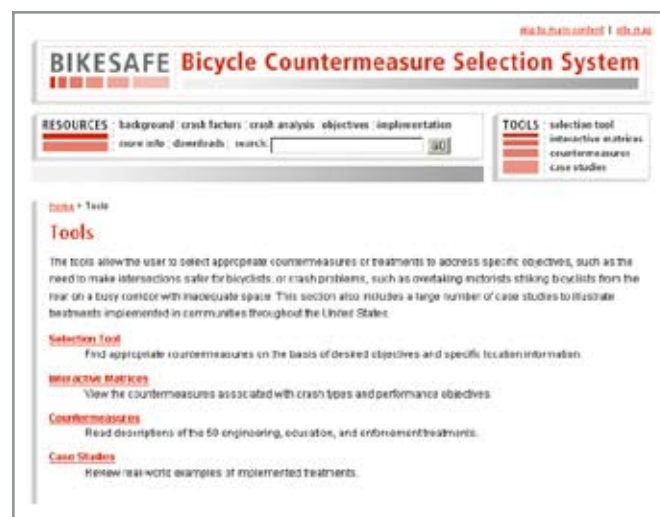 skip to main content | site map
BIKESAFE Bicycle Countermeasure Selection System
RESOURCES background crash factors crash analysis objectives implementation
more info downloads search: GO
TOOLS selection tool
interactive matrices
countermeasures
case studies
home > Tools
Tools
The tools allow the user to select appropriate countermeasures or treatments to address specific objectives, such as the
need to make intersections safer for bicyclists, or crash problems, such as overtaking motorists striking bicyclists from the
rear on a busy corridor with inadequate space. This section also includes a large number of case studies to illustrate
treatments implemented in communities throughout the United States.
Selection Tool
Find appropriate countermeasures on the basis of desired objectives and specific location information.
Interactive Matrices
View the countermeasures associated with crash types and performance objectives.
Countermeasures
Read descriptions of the 50 engineering, education, and enforcement treatments.
Case Studies
Review real-world examples of implemented treatments.